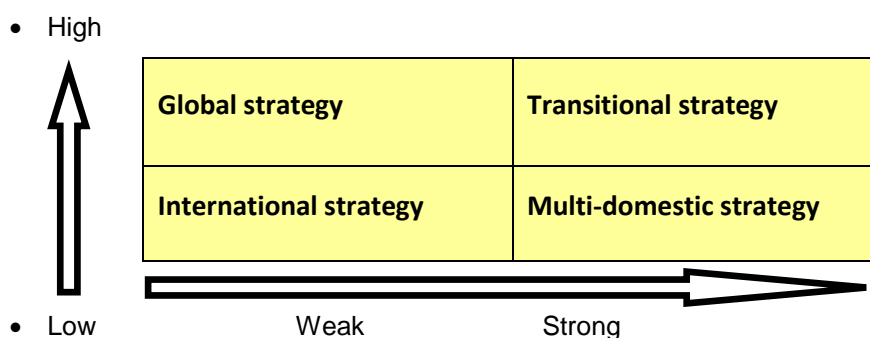 • High
Global strategy Transitional strategy
International strategy Multi-domestic strategy
• Low Weak Strong